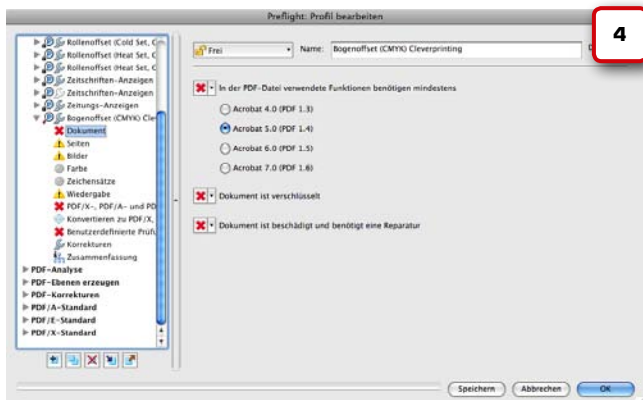 Preflight: Profil bearbeiten
4
Rollenoffset (Cold Set, C
Rollenoffset (Heat Set, C
Rollenoffset (Heat Set, C
Zeitschriften-Anzeigen
Zeitschriften-Anzeigen
Zeitungs-Anzeigen
Bogenoffset (CMYK) Cle
Dokument
Seiten
Bilder
Farbe
Zeichensätze
Wiedergabe
PDF/X-, PDF/A- und PD
Konvertieren zu PDF/X,
Benutzerdefinierte Prüf
Korrekturen
Zusammenfassung
PDF-Analyse
PDF-Ebenen erzeugen
PDF-Korrekturen
PDF/A-Standard
PDF/E-Standard
PDF/X-Standard
Frei
Name: Bogenoffset (CMYK) Cleverprinting
In der PDF-Datei verwendete Funktionen benötigen mindestens
Acrobat 4.0 (PDF 1.3)
Acrobat 5.0 (PDF 1.4)
Acrobat 6.0 (PDF 1.5)
Acrobat 7.0 (PDF 1.6)
Dokument ist verschlüsselt
Dokument ist beschädigt und benötigt eine Reparatur
Speichern
Abbrechen
OK